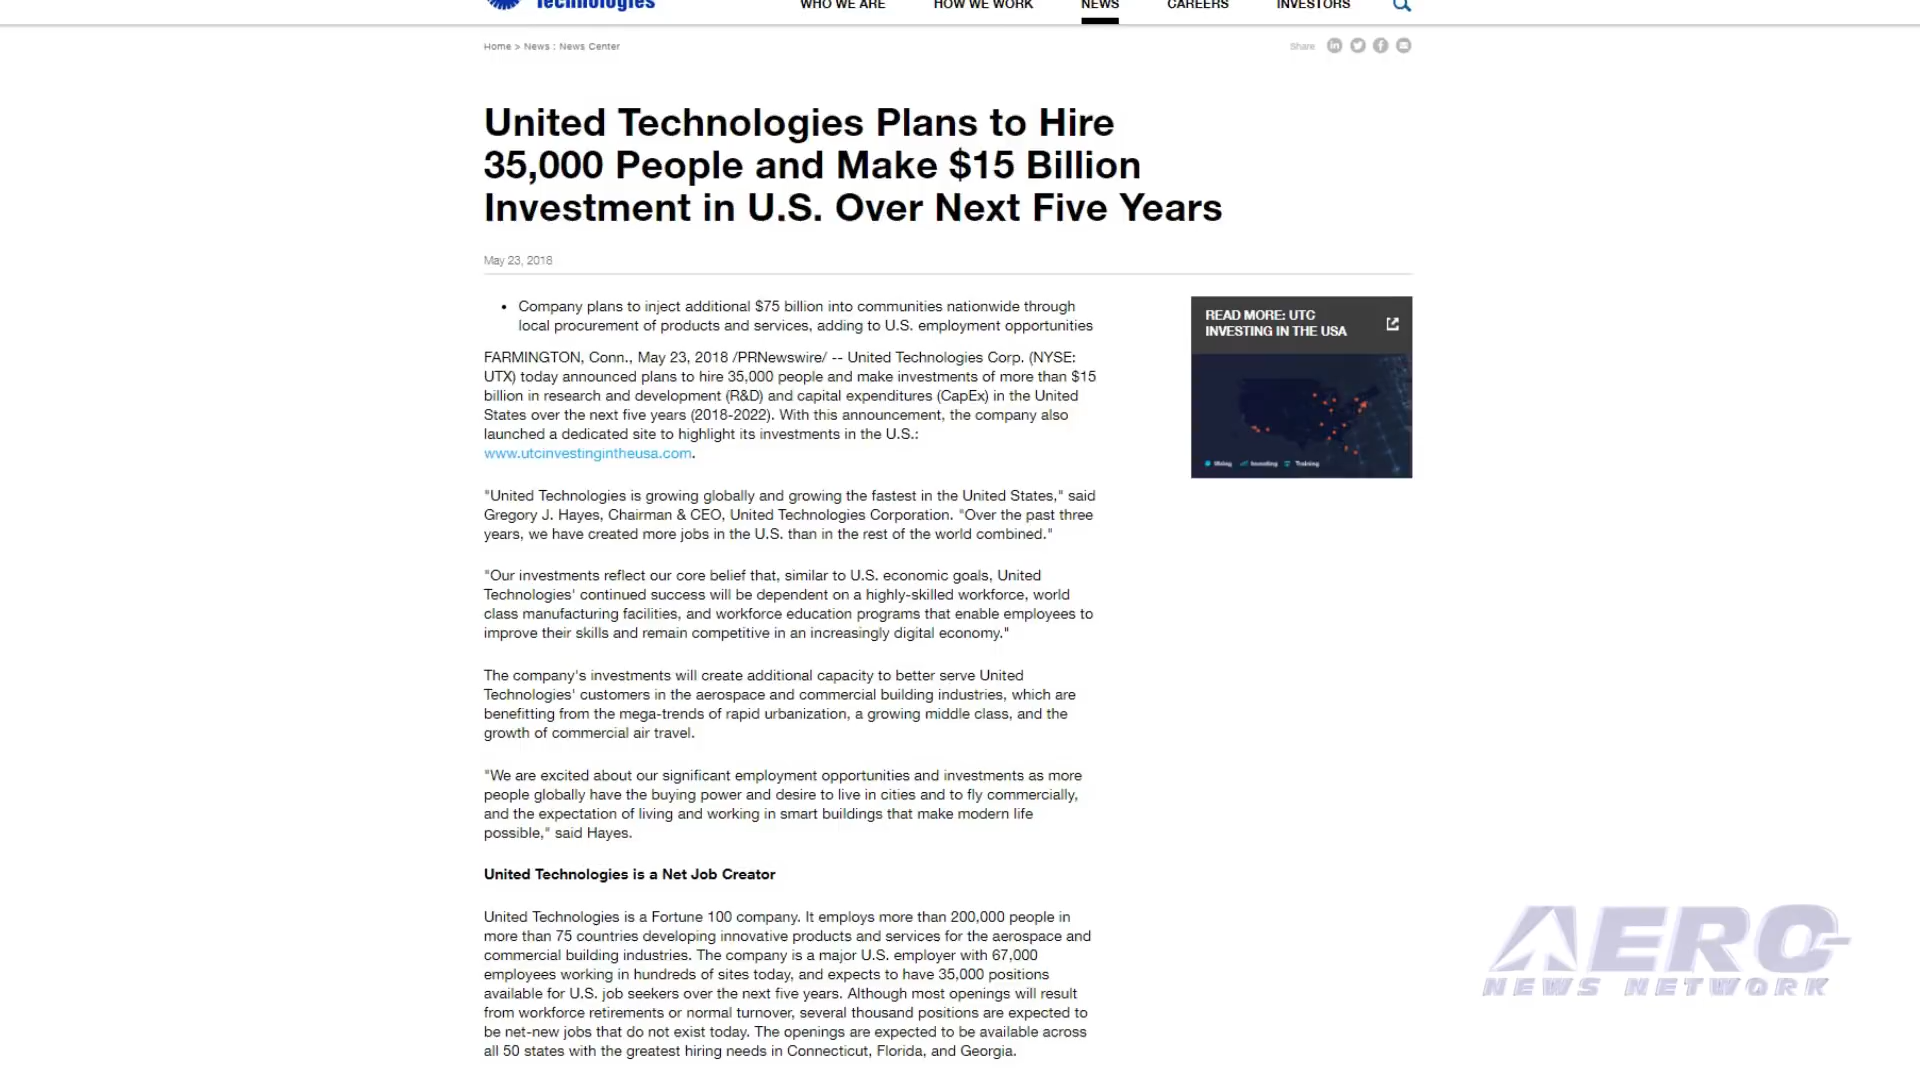 Technologies
WHO WE ARE
HOW WE WORK
NEWS
CAREERS
INVESTORS
Home > News : News Center
Share
United Technologies Plans to Hire
35,000 People and Make $15 Billion
Investment in U.S. Over Next Five Years
May 23, 2018
• Company plans to inject additional $75 billion into communities nationwide through
local procurement of products and services, adding to U.S. employment opportunities
FARMINGTON, Conn., May 23, 2018 /PRNewswire/ -- United Technologies Corp. (NYSE:
UTX) today announced plans to hire 35,000 people and make investments of more than $15
billion in research and development (R&D) and capital expenditures (CapEx) in the United
States over the next five years (2018-2022). With this announcement, the company also
launched a dedicated site to highlight its investments in the U.S.:
www.utcinvestingintheusa.com.
"United Technologies is growing globally and growing the fastest in the United States," said
Gregory J. Hayes, Chairman & CEO, United Technologies Corporation. "Over the past three
years, we have created more jobs in the U.S. than in the rest of the world combined."
"Our investments reflect our core belief that, similar to U.S. economic goals, United
Technologies' continued success will be dependent on a highly-skilled workforce, world
class manufacturing facilities, and workforce education programs that enable employees to
improve their skills and remain competitive in an increasingly digital economy."
The company's investments will create additional capacity to better serve United
Technologies' customers in the aerospace and commercial building industries, which are
benefitting from the mega-trends of rapid urbanization, a growing middle class, and the
growth of commercial air travel.
"We are excited about our significant employment opportunities and investments as more
people globally have the buying power and desire to live in cities and to fly commercially,
and the expectation of living and working in smart buildings that make modern life
possible," said Hayes.
United Technologies is a Net Job Creator
United Technologies is a Fortune 100 company. It employs more than 200,000 people in
more than 75 countries developing innovative products and services for the aerospace and
commercial building industries. The company is a major U.S. employer with 67,000
employees working in hundreds of sites today, and expects to have 35,000 positions
available for U.S. job seekers over the next five years. Although most openings will result
from workforce retirements or normal turnover, several thousand positions are expected to
be net-new jobs that do not exist today. The openings are expected to be available across
all 50 states with the greatest hiring needs in Connecticut, Florida, and Georgia.
READ MORE: UTC
INVESTING IN THE USA
Hiring
Investing
Training
AERO
NEWS NETWORK